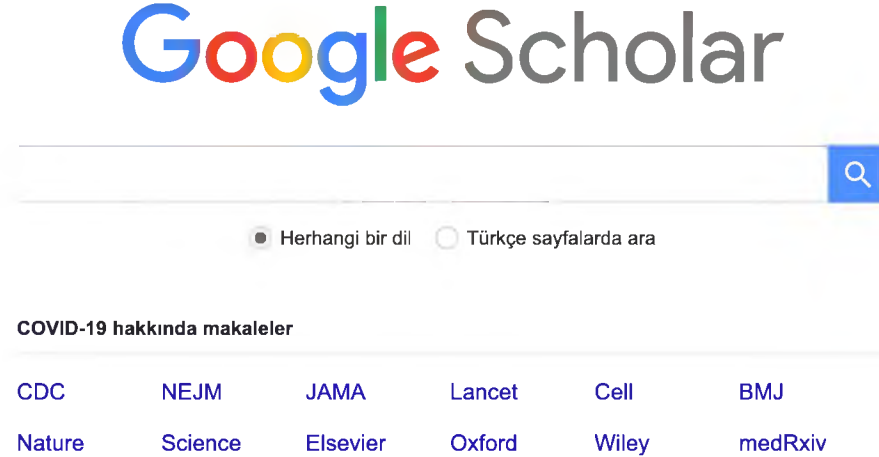 Google Scholar
Herhangi bir dil Türkçe sayfalarda ara
COVID-19 hakkında makaleler
CDC NEJM JAMA Lancet Cell BMJ
Nature Science Elsevier Oxford Wiley medRxiv